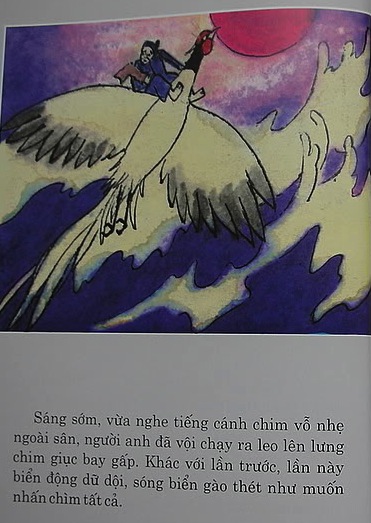 Sáng sớm, vừa nghe tiếng cánh chim vỗ nhẹ
ngoài sân, người anh đã vội chạy ra leo lên lưng
chim giục bay gấp. Khác với lần trước, lần này
biển động dữ dội, sóng biển gào thét như muốn
nhấn chìm tất cả.